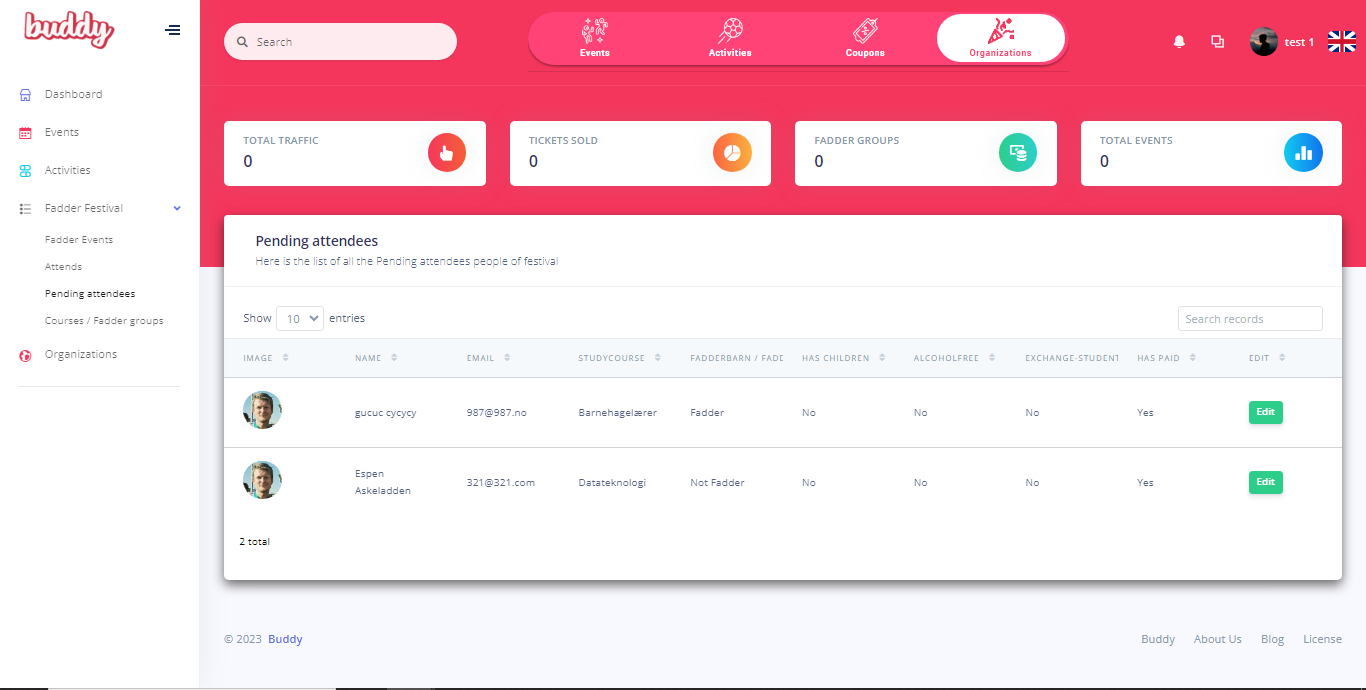 buddy
Search
Events
Activities
Coupons
Organizations
test 1
Dashboard
Events
Activities
Fadder Festival
Fadder Events
Attends
Pending attendees
Courses / Fadder groups
Organizations
TOTAL TRAFFIC
0
TICKETS SOLD
0
FADDER GROUPS
0
TOTAL EVENTS
0
Pending attendees
Here is the list of all the Pending attendees people of festival
Show 10 entries
Search records
IMAGE NAME EMAIL STUDYCOURSE FADDERBARN / FADE HAS CHILDREN ALCOHOLFREE EXCHANGE-STUDENT HAS PAID EDIT
gucuc cycycy 987@987.no Barnehagelærer Fadder No No No Yes Edit
Espen
Askeladden 321@321.com Datateknologi Not Fadder No No No Yes Edit
2 total
© 2023 Buddy
Buddy About Us Blog License